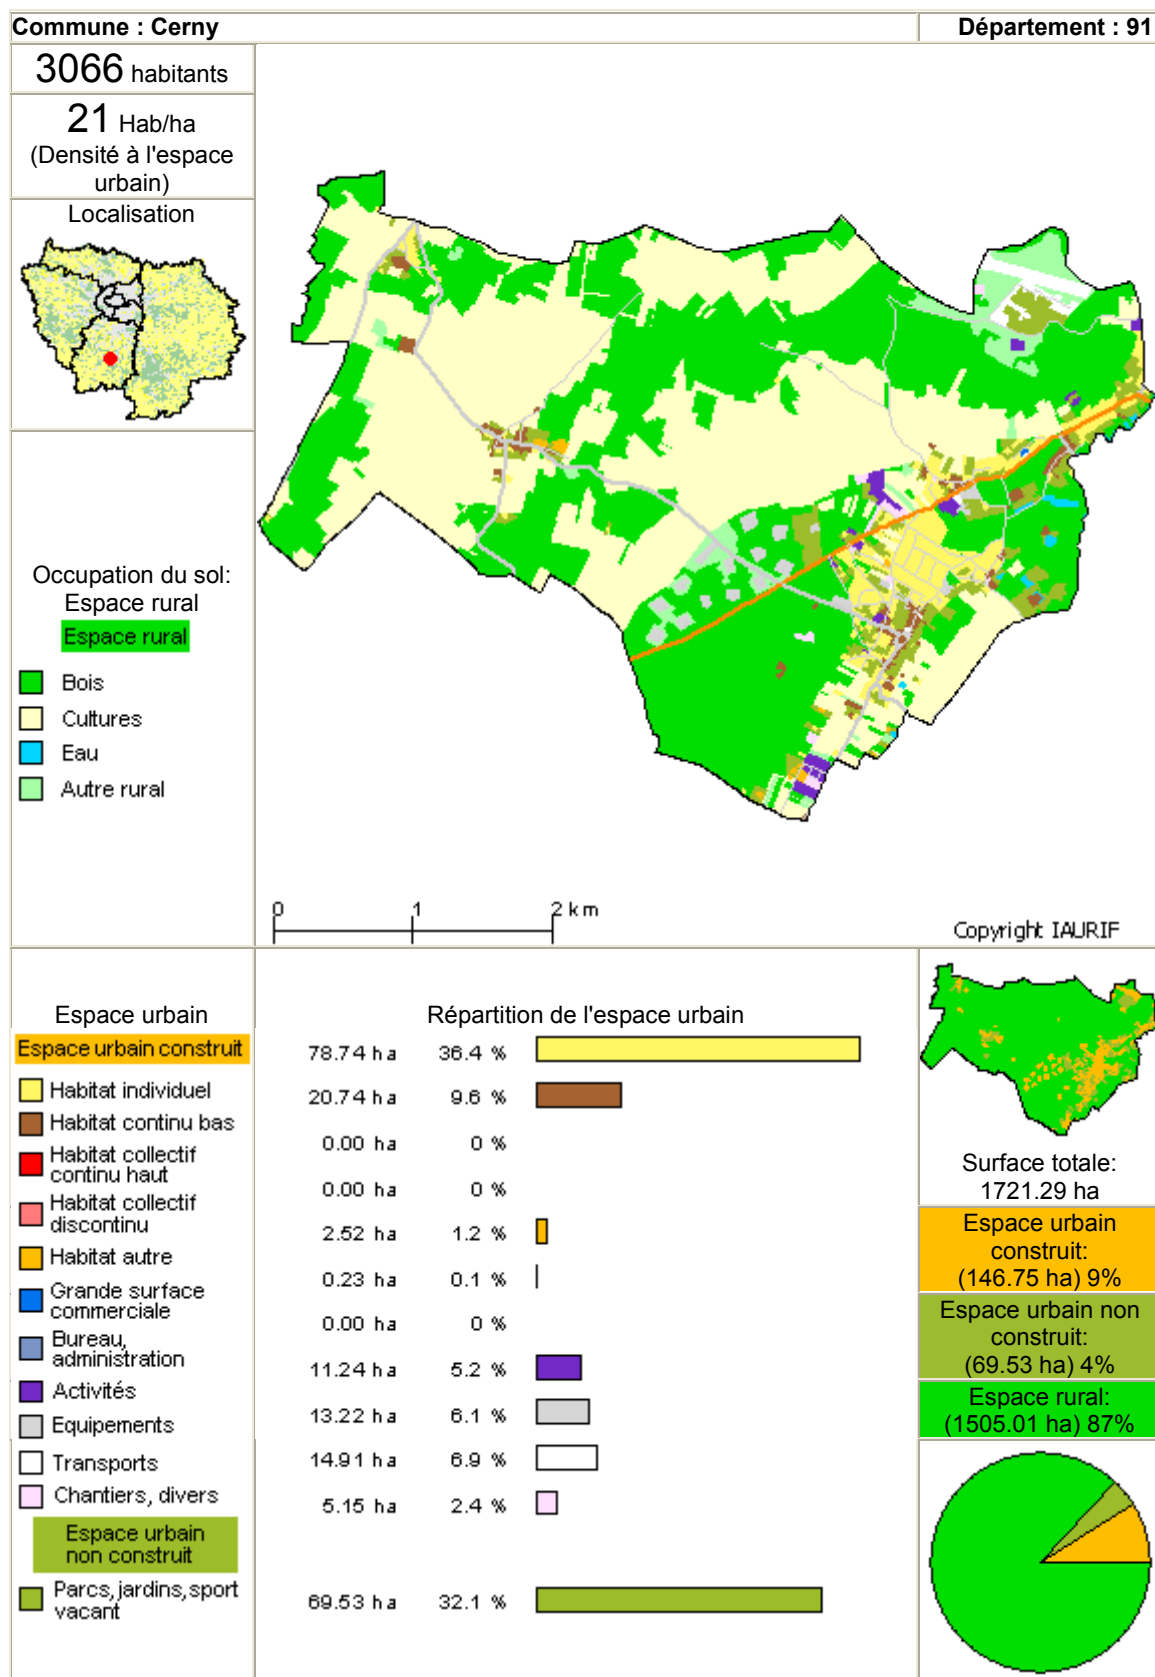 Commune : Cerny
Département : 91
3066 habitants
21 Hab/ha
(Densité à l'espace
urbain)
Localisation
Occupation du sol:
Espace rural
Espace rural
Bois
Cultures
Eau
Autre rural
0 1 2 km
Copyright IAURIF
Espace urbain
Espace urbain construit
Habitat individuel
Habitat continu bas
Habitat collectif
continu haut
Habitat collectif
discontinu
Habitat autre
Grande surface
commerciale
Bureau,
administration
Activités
Equipements
Transports
Chantiers, divers
Espace urbain
non construit
Parcs, jardins, sport
vacant
Répartition de l'espace urbain
78.74 ha 36.4 %
20.74 ha 9.6 %
0.00 ha 0 %
0.00 ha 0 %
2.52 ha 1.2 %
0.23 ha 0.1 %
0.00 ha 0 %
11.24 ha 5.2 %
13.22 ha 6.1 %
14.91 ha 6.9 %
5.15 ha 2.4 %
69.53 ha 32.1 %
Surface totale:
1721.29 ha
Espace urbain
construit:
(146.75 ha) 9%
Espace urbain non
construit:
(69.53 ha) 4%
Espace rural:
(1505.01 ha) 87%